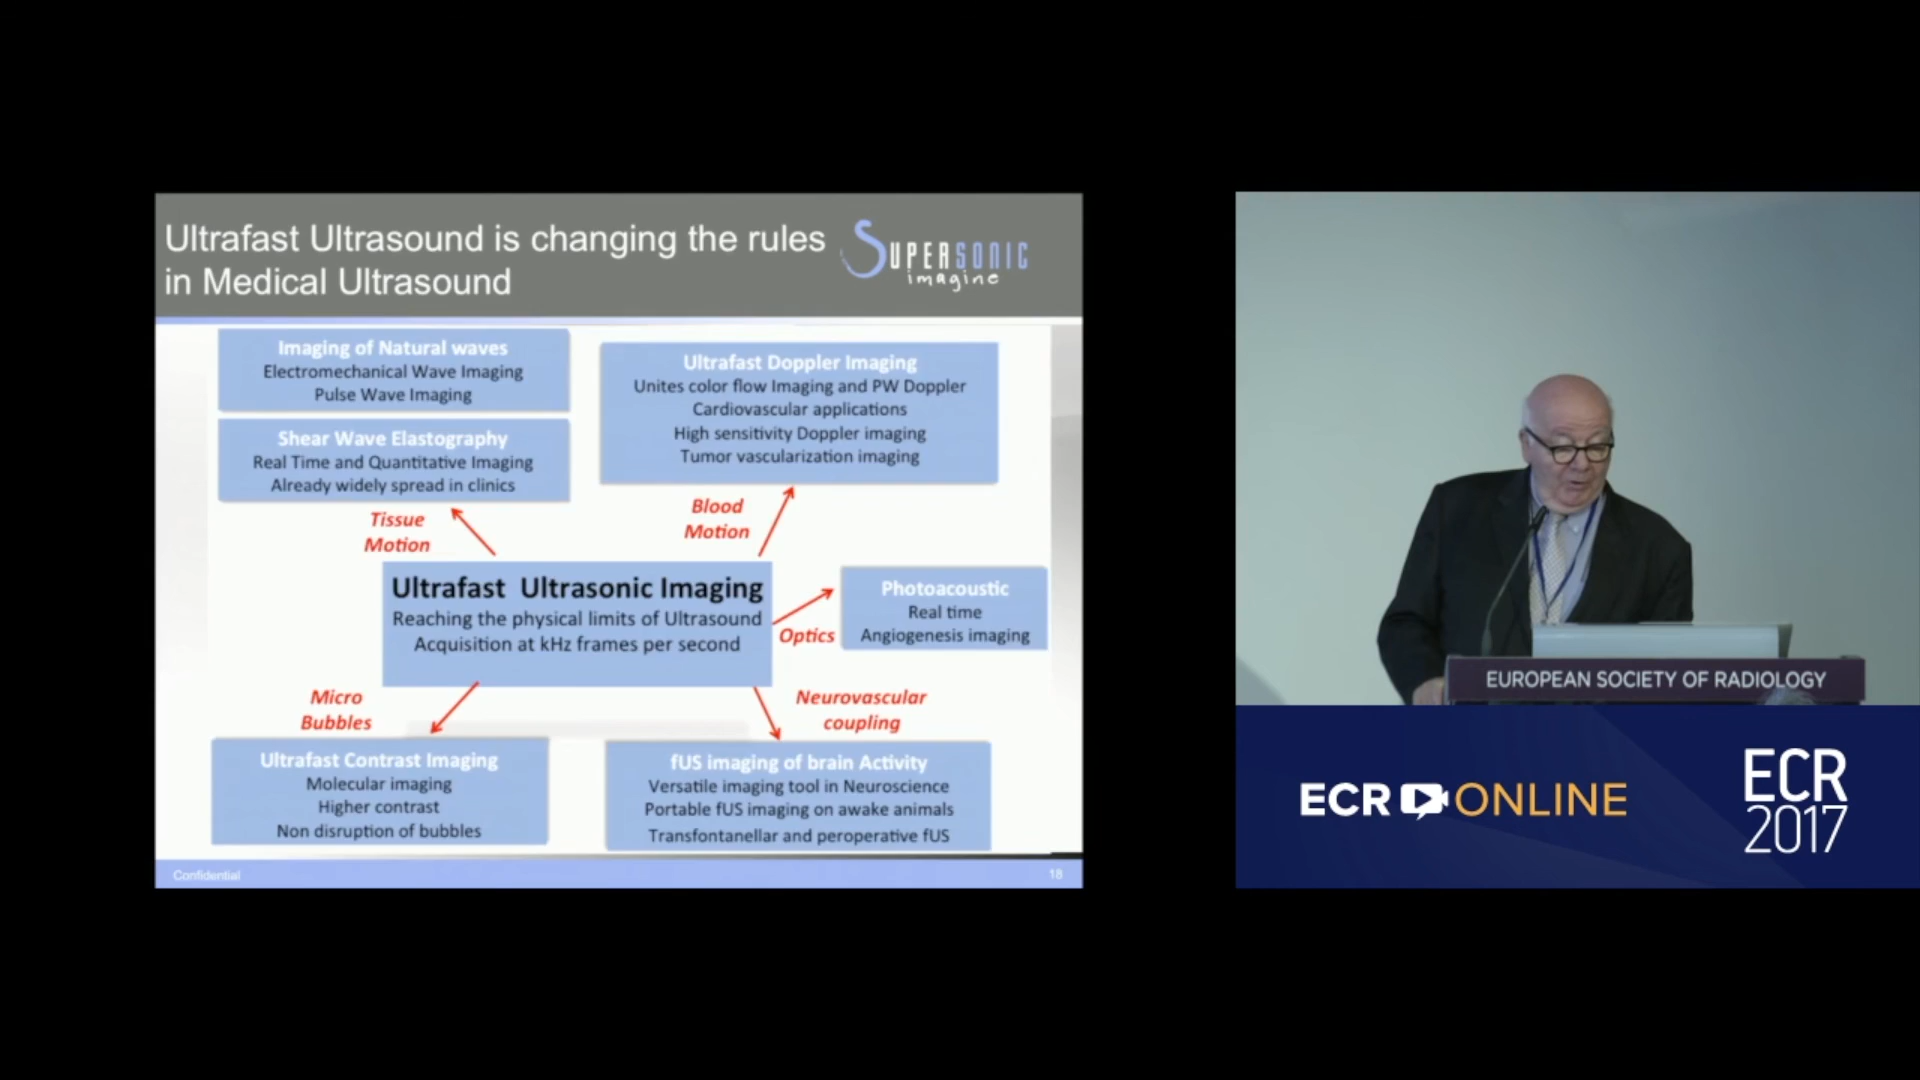 Ultrafast Ultrasound is changing the rules
in Medical Ultrasound
SUPERSONIC
imagine
Imaging of Natural waves
Electromechanical Wave Imaging
Pulse Wave Imaging
Shear Wave Elastography
Real Time and Quantitative Imaging
Already widely spread in clinics
Ultrafast Doppler Imaging
Unites color flow Imaging and PW Doppler
Cardiovascular applications
High sensitivity Doppler imaging
Tumor vascularization imaging
Tissue
Motion
Blood
Motion
Ultrafast Ultrasonic Imaging
Reaching the physical limits of Ultrasound
Acquisition at kHz frames per second
Optics
Photoacoustic
Real time
Angiogenesis imaging
Micro
Bubbles
Neurovascular
coupling
Ultrafast Contrast Imaging
Molecular imaging
Higher contrast
Non disruption of bubbles
fUS imaging of brain Activity
Versatile imaging tool in Neuroscience
Portable fUS imaging on awake animals
Transfontanellar and peroperative fUS
Confidential
18
EUROPEAN SOCIETY OF RADIOLOGY
ECR ONLINE
ECR
2017